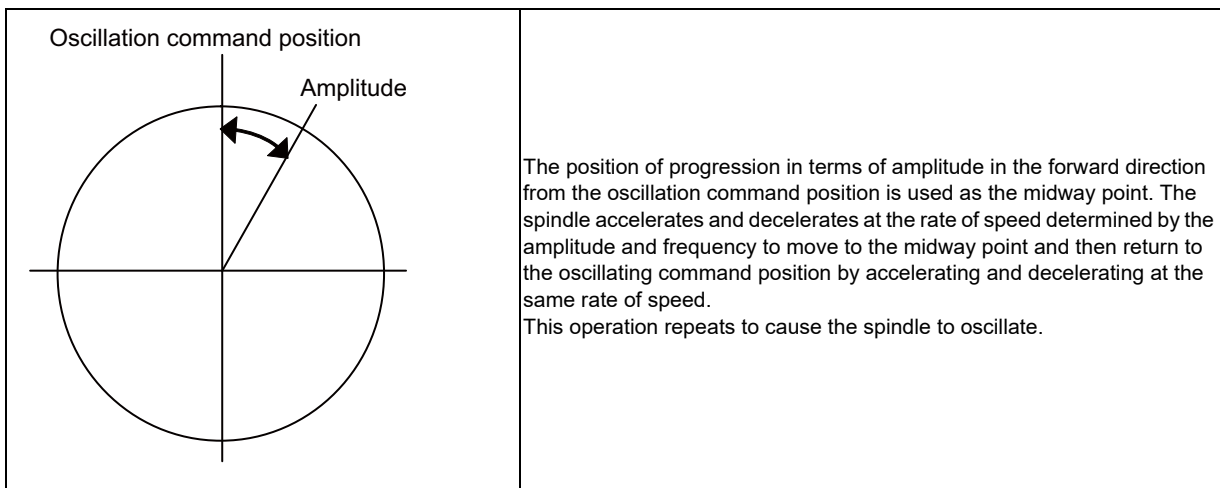 Oscillation command position
Amplitude
The position of progression in terms of amplitude in the forward direction
from the oscillation command position is used as the midway point. The
spindle accelerates and decelerates at the rate of speed determined by the
amplitude and frequency to move to the midway point and then return to
the oscillating command position by accelerating and decelerating at the
same rate of speed.
This operation repeats to cause the spindle to oscillate.